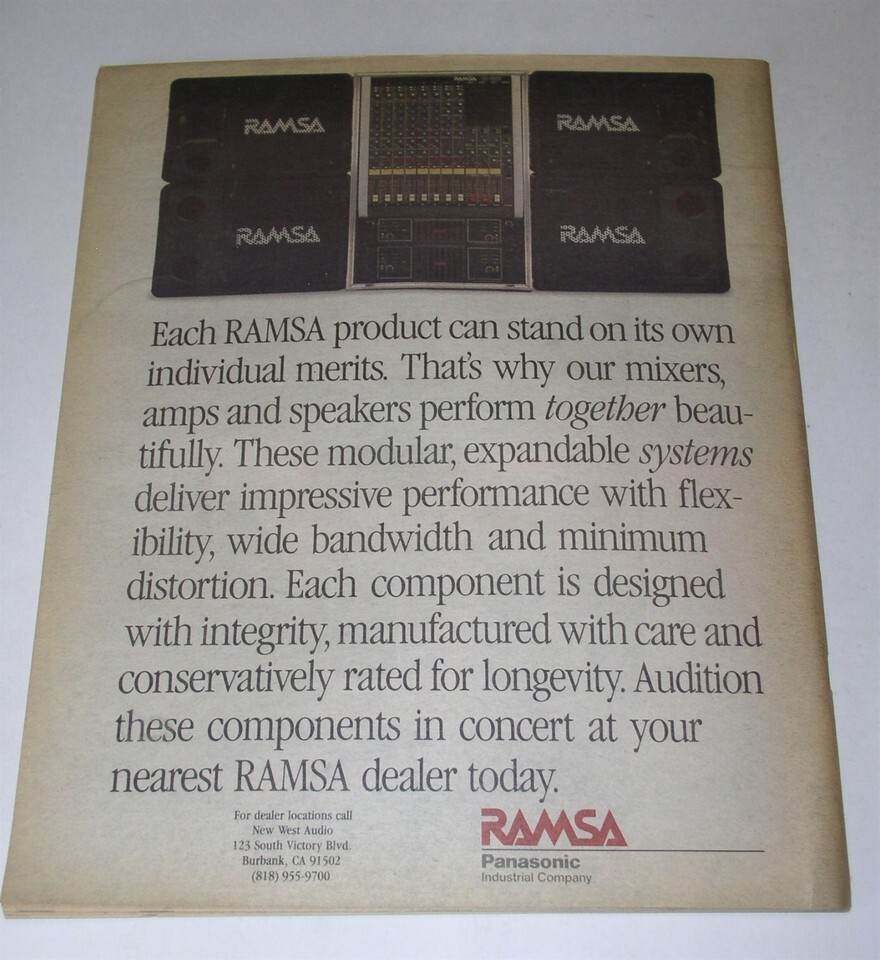 RAMSA
RAMSA
RAMSA
RAMSA
RAMSA
Each RAMSA product can stand on its own
individual merits. That's why our mixers,
amps and speakers perform together beau-
tifully. These modular, expandable systems
deliver impressive performance with flex-
ibility, wide bandwidth and minimum
distortion. Each component is designed
with integrity, manufactured with care and
conservatively rated for longevity. Audition
these components in concert at your
nearest RAMSA dealer today.
For dealer locations call
New West Audio
123 South Victory Blvd.
Burbank, CA 91502
(818) 955-9700
RAMSA
Panasonic
Industrial Company